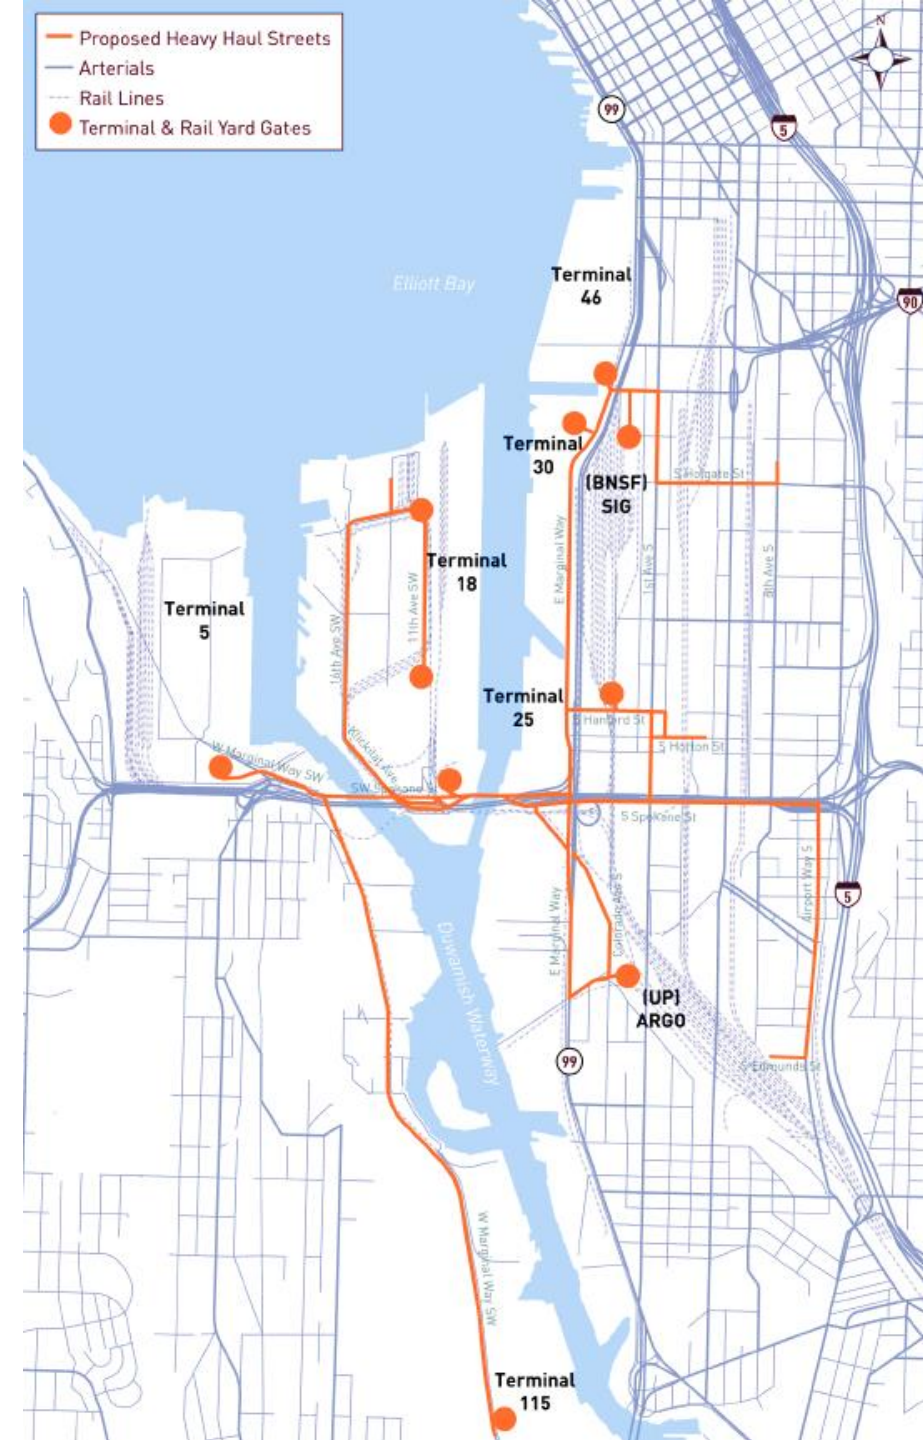 Proposed Heavy Haul Streets
Arterials
Rail Lines
Terminal & Rail Yard Gates
N
99
5
Elliott Bay
Terminal
46
90
Terminal
30
(BNSF)
SIG
S Holgate St
E Marginal Way
1st Ave S
8th Ave S
Terminal
18
11th Ave SW
16th Ave SW
Terminal
5
Terminal
25
S Hanford St
S Horton St
W Marginal Way SW
Klickitat Ave
SW Spokane St
S Spokane St
Airport Way S
5
E Marginal Way
Colorado Ave S
Duwamish Waterway
(UP)
ARGO
99
S Edmunds St
W Marginal Way SW
Terminal
115